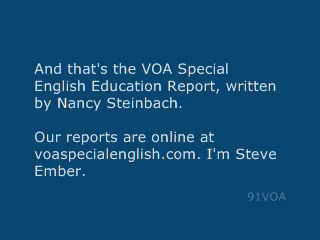 And that's the VOA Special
English Education Report, written
by Nancy Steinbach.
Our reports are online at
voaspecialenglish.com. I'm Steve
Ember.
91VOA